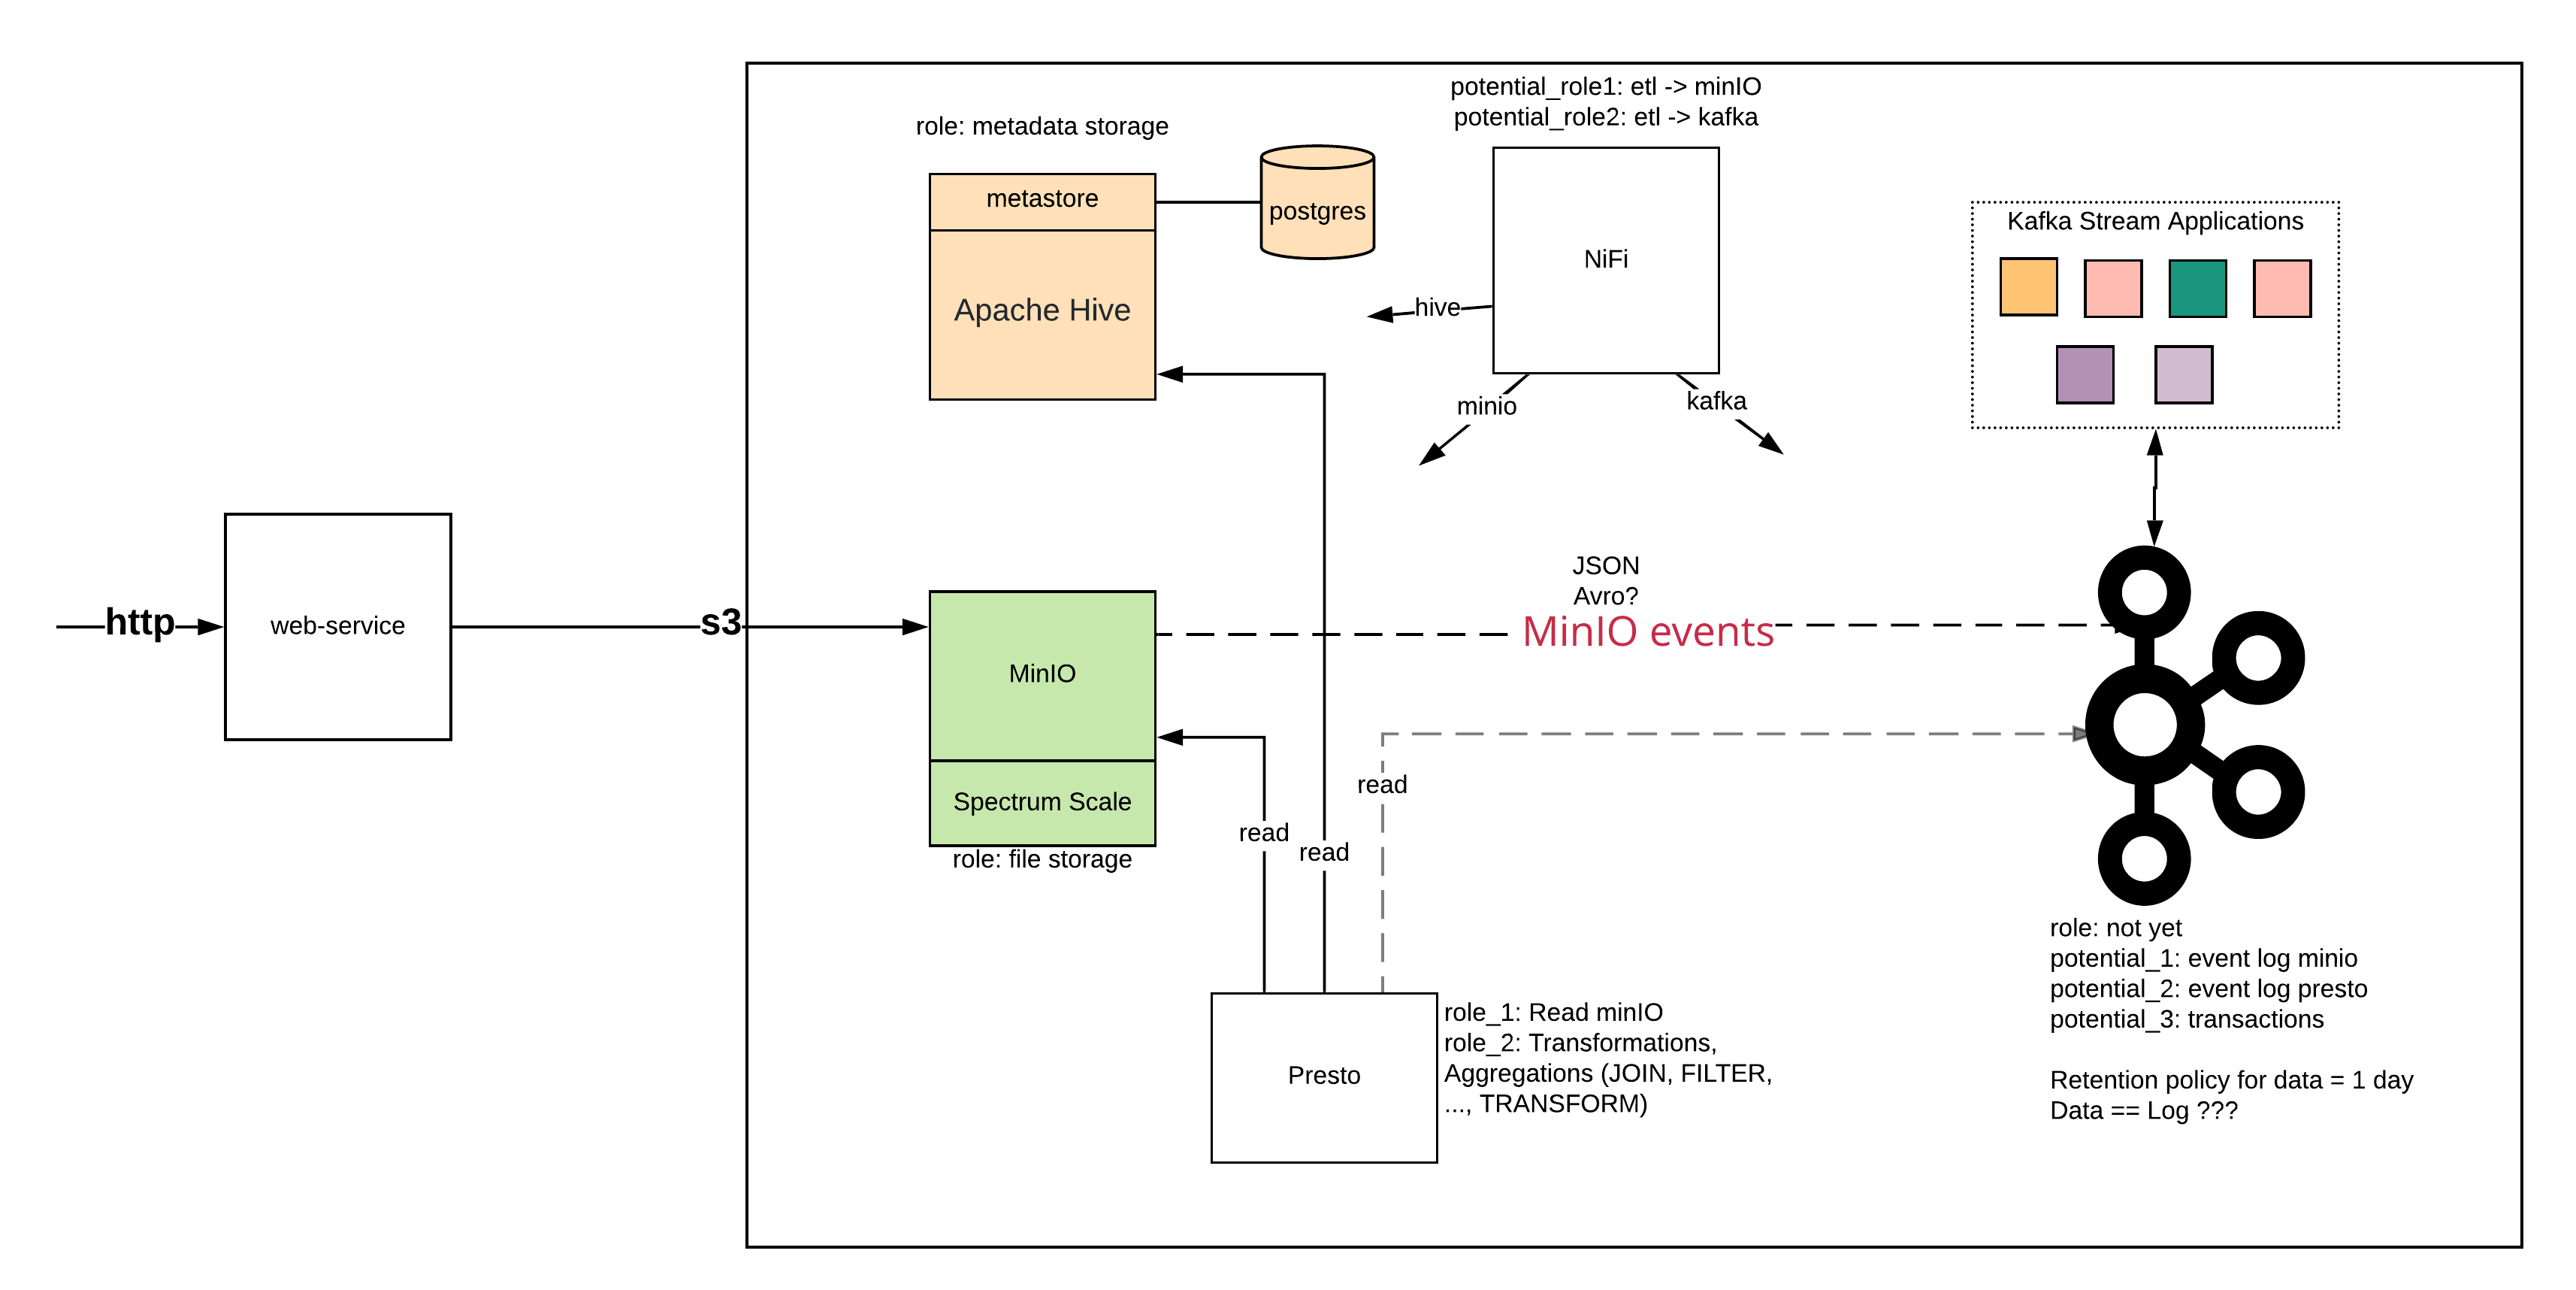 potential_role1: etl -> minIO
potential_role2: etl -> kafka
role: metadata storage
metastore
postgres
Apache Hive
NiFi
Kafka Stream Applications
hive
minio
kafka
http
web-service
s3
JSON
Avro?
MinIO events
MinIO
Spectrum Scale
role: file storage
read
read
read
role: not yet
potential_1: event log minio
potential_2: event log presto
potential_3: transactions
Retention policy for data = 1 day
Data == Log ???
Presto
role_1: Read minIO
role_2: Transformations,
Aggregations (JOIN, FILTER,
..., TRANSFORM)